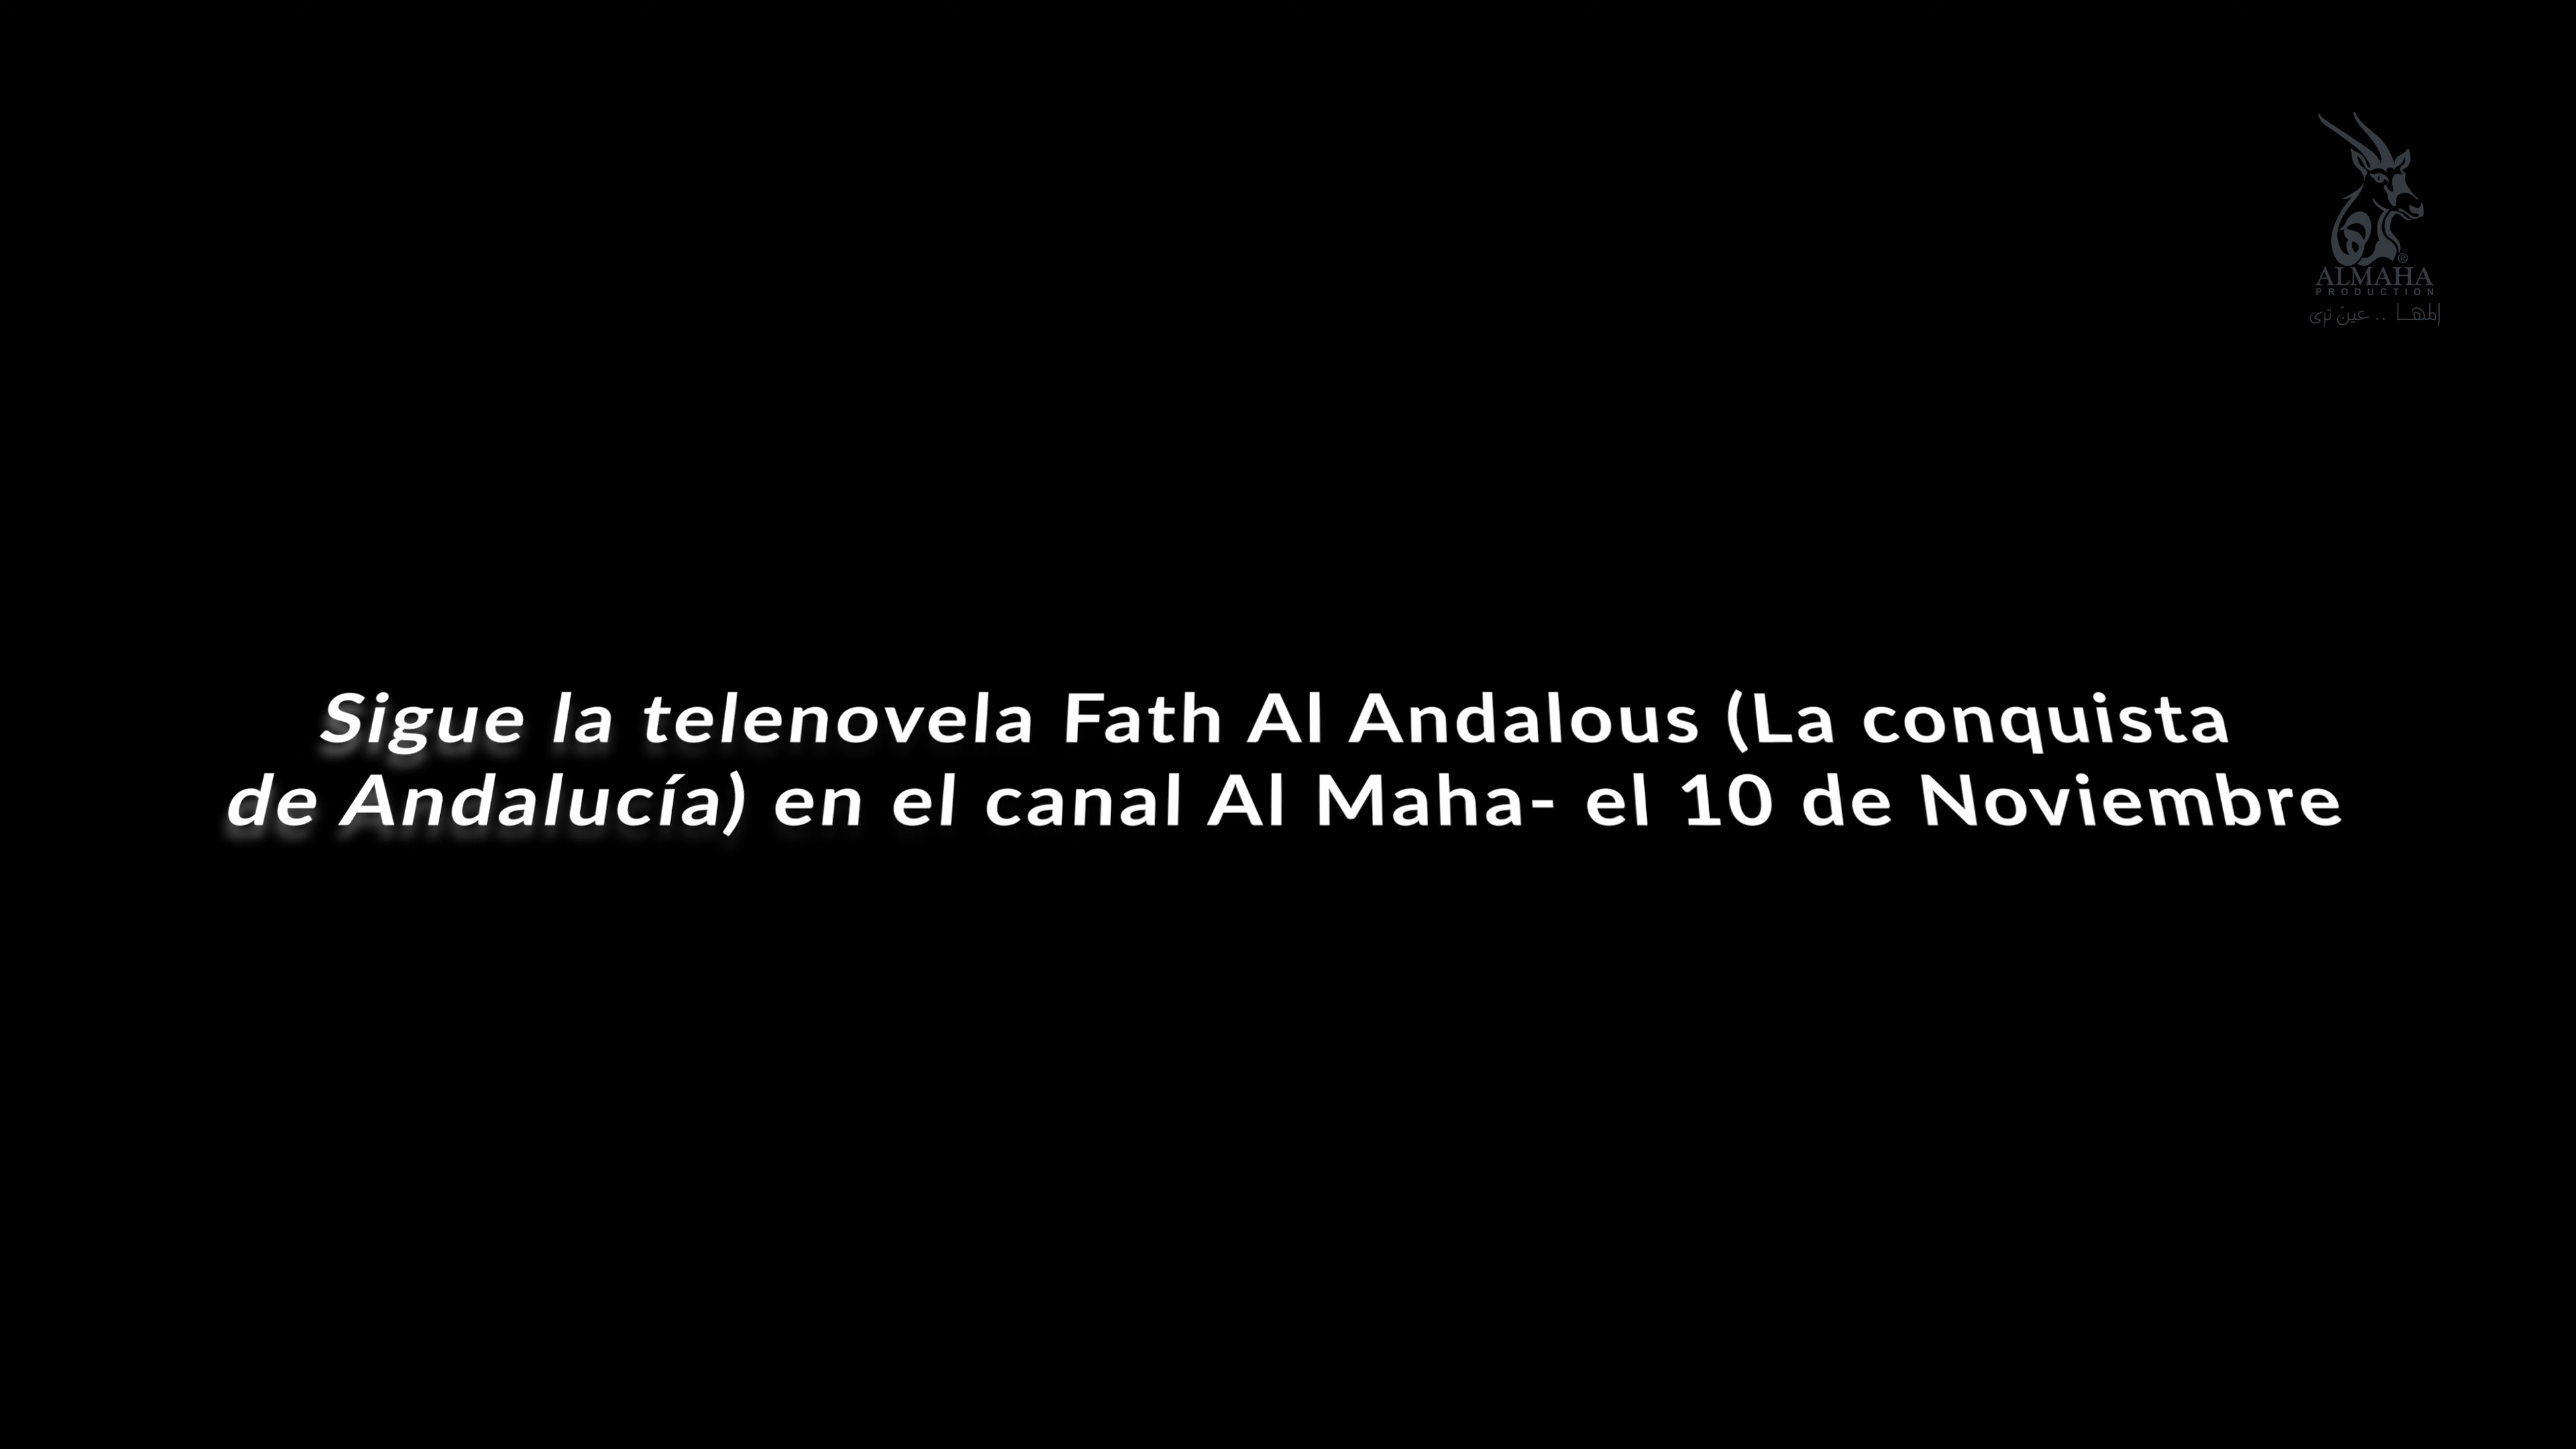 ALMAHA
PRODUCTION
المها .. عينٌ ترى
Sigue la telenovela Fath Al Andalous (La conquista
de Andalucía) en el canal Al Maha- el 10 de Noviembre